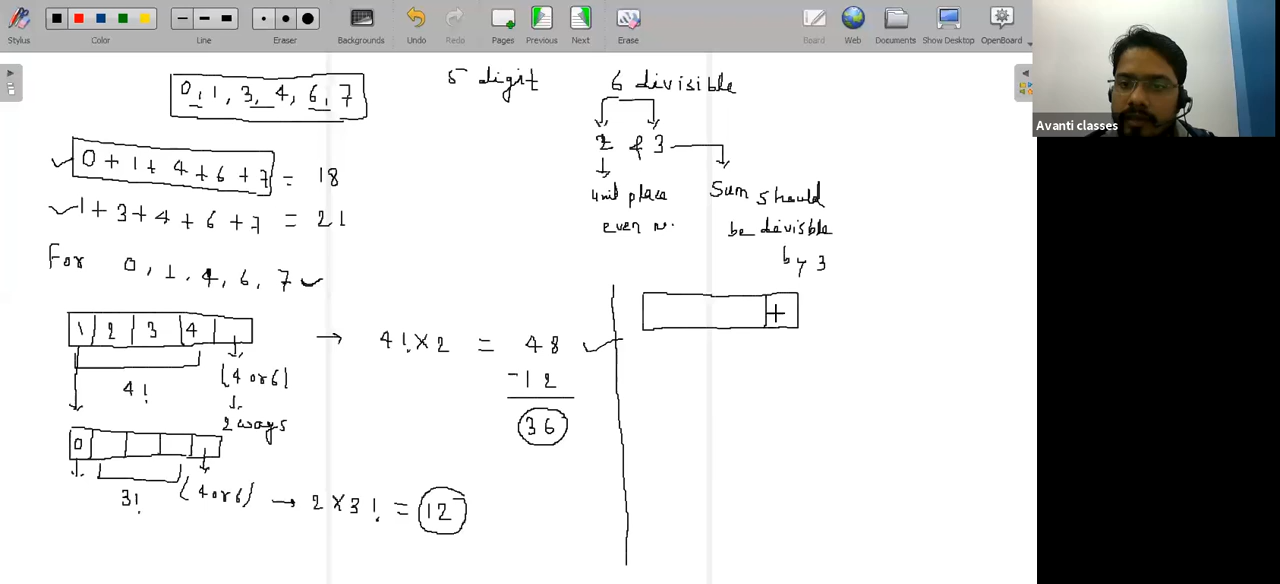 Stylus
Color
Line
Eraser
Backgrounds
Undo
Redo
Pages
Previous
Next
Erase
Board
Web
Documents
Show Desktop
OpenBoard
Avanti classes
0, 1, 3, 4, 6, 7
5 digit
6 divisible
2 & 3
unit place
even n.
Sum should
be divisble
by 3
0 + 1 + 4 + 6 + 7 = 18
1 + 3 + 4 + 6 + 7 = 21
For 0, 1, 4, 6, 7
1 2 3 4
4!
(4 or 6)
2 ways
→ 4! × 2 = 48
-12
36
0
3!
(4 or 6) → 2 × 3! = 12
+